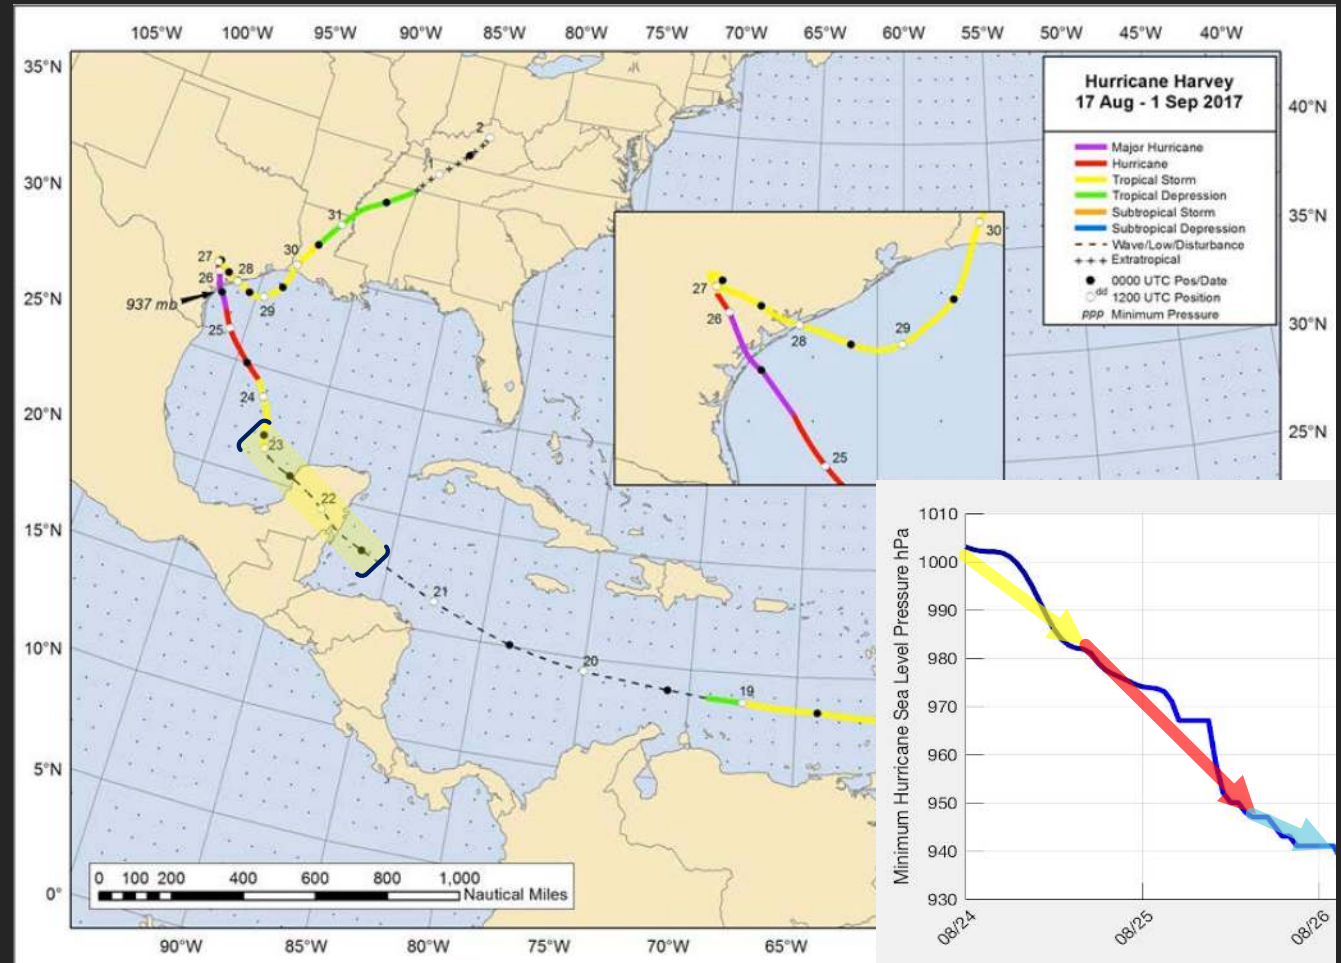 105°W 100°W 95°W 90°W 85°W 80°W 75°W 70°W 65°W 60°W 55°W 50°W 45°W 40°W
35°N
30°N
25°N
20°N
15°N
10°N
5°N
0°
40°N
35°N
30°N
25°N
Hurricane Harvey
17 Aug - 1 Sep 2017
Major Hurricane
Hurricane
Tropical Storm
Tropical Depression
Subtropical Storm
Subtropical Depression
Wave/Low/Disturbance
Extratropical
0000 UTC Pos/Date
dd 1200 UTC Position
PPP Minimum Pressure
2
1
31
30
27
28
26
937 mb
29
25
24
23
22
21
20
19
30
27
26
28
29
25
0 100 200 400 600 800 1,000
Nautical Miles
90°W 85°W 80°W 75°W 70°W 65°W
Minimum Hurricane Sea Level Pressure hPa
1010
1000
990
980
970
960
950
940
930
08/24 08/25 08/26